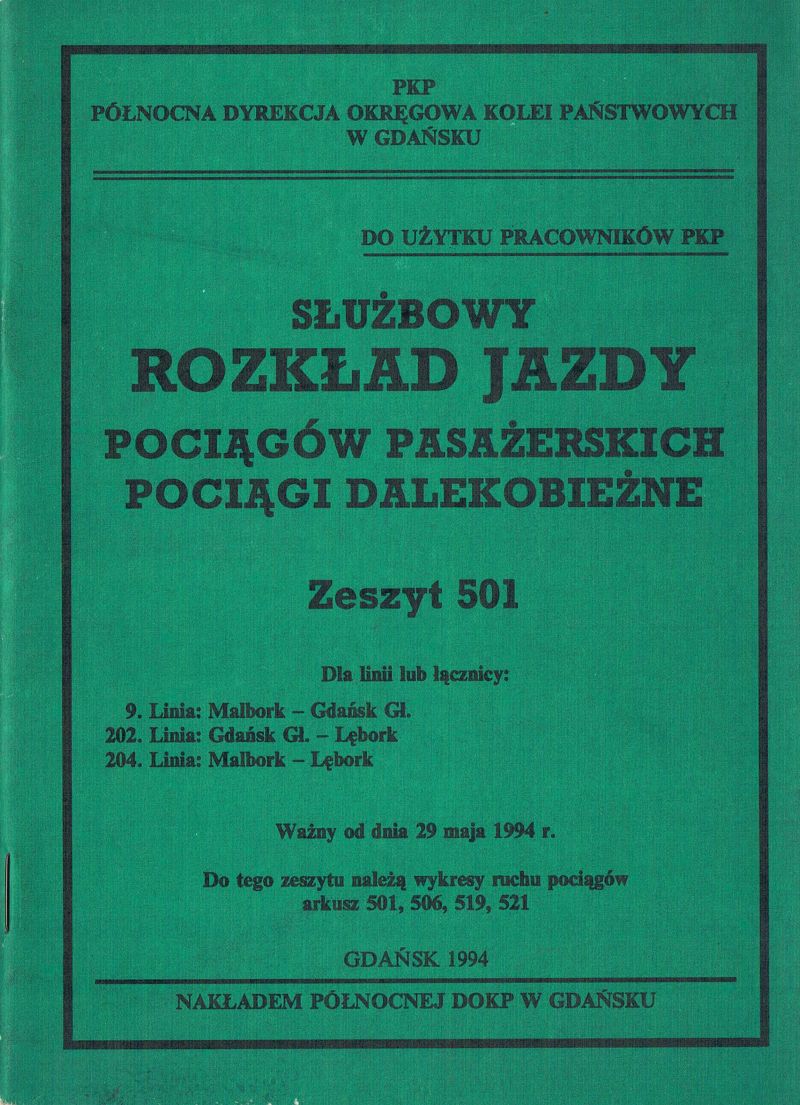 PKP
PÓŁNOCNA DYREKCJA OKRĘGOWA KOLEI PAŃSTWOWYCH
W GDAŃSKU
DO UŻYTKU PRACOWNIKÓW PKP
SŁUŻBOWY
ROZKŁAD JAZDY
POCIĄGÓW PASAŻERSKICH
POCIĄGI DALEKOBIEŻNE
Zeszyt 501
Dla linii lub łącznicy:
9. Linia: Malbork – Gdańsk Gł.
202. Linia: Gdańsk Gł. – Lębork
204. Linia: Malbork – Lębork
Ważny od dnia 29 maja 1994 r.
Do tego zeszytu należą wykresy ruchu pociągów
arkusz 501, 506, 519, 521
GDAŃSK 1994
NAKŁADEM PÓŁNOCNEJ DOKP W GDAŃSKU